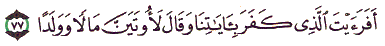 أَفَرَءَيْتَ ٱلَّذِى كَفَرَ بِـَٔايَٰتِنَا وَقَالَ لَأُوتَيَنَّ مَالًا وَوَلَدًا ٧٧